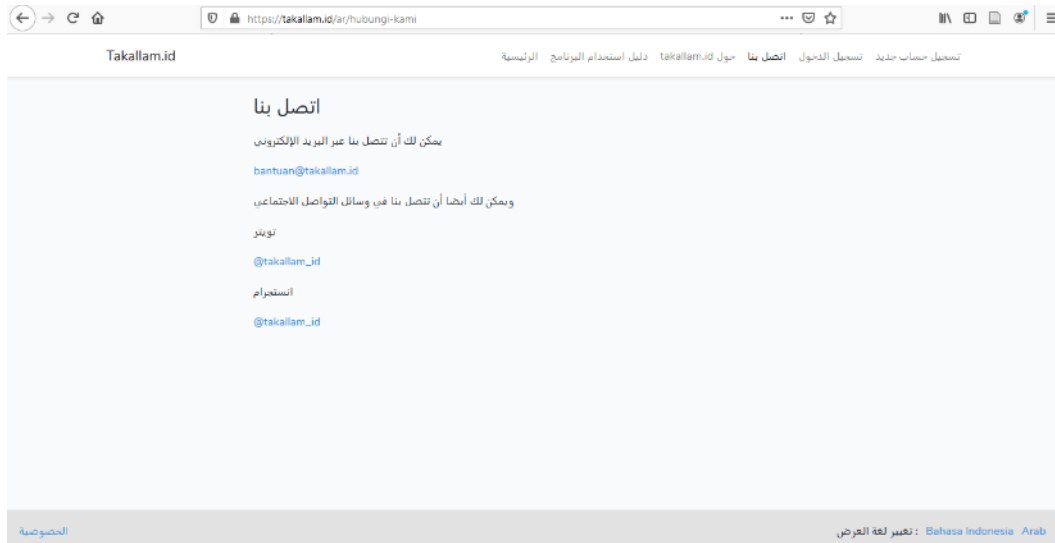 https://takallam.id/ar/hubungi-kami
Takallam.id
الرئيسية دليل استخدام البرنامج حول takallam.id اتصل بنا تسجيل الدخول تسجيل حساب جديد
اتصل بنا
يمكن لك أن تتصل بنا عبر البريد الإلكتروني
bantuan@takallam.id
ويمكن لك أيضا أن تتصل بنا في وسائل التواصل الاجتماعي
تويتر
@takallam_id
انستجرام
@takallam_id
الخصوصية
تغيير لغة العرض : Bahasa Indonesia Arab